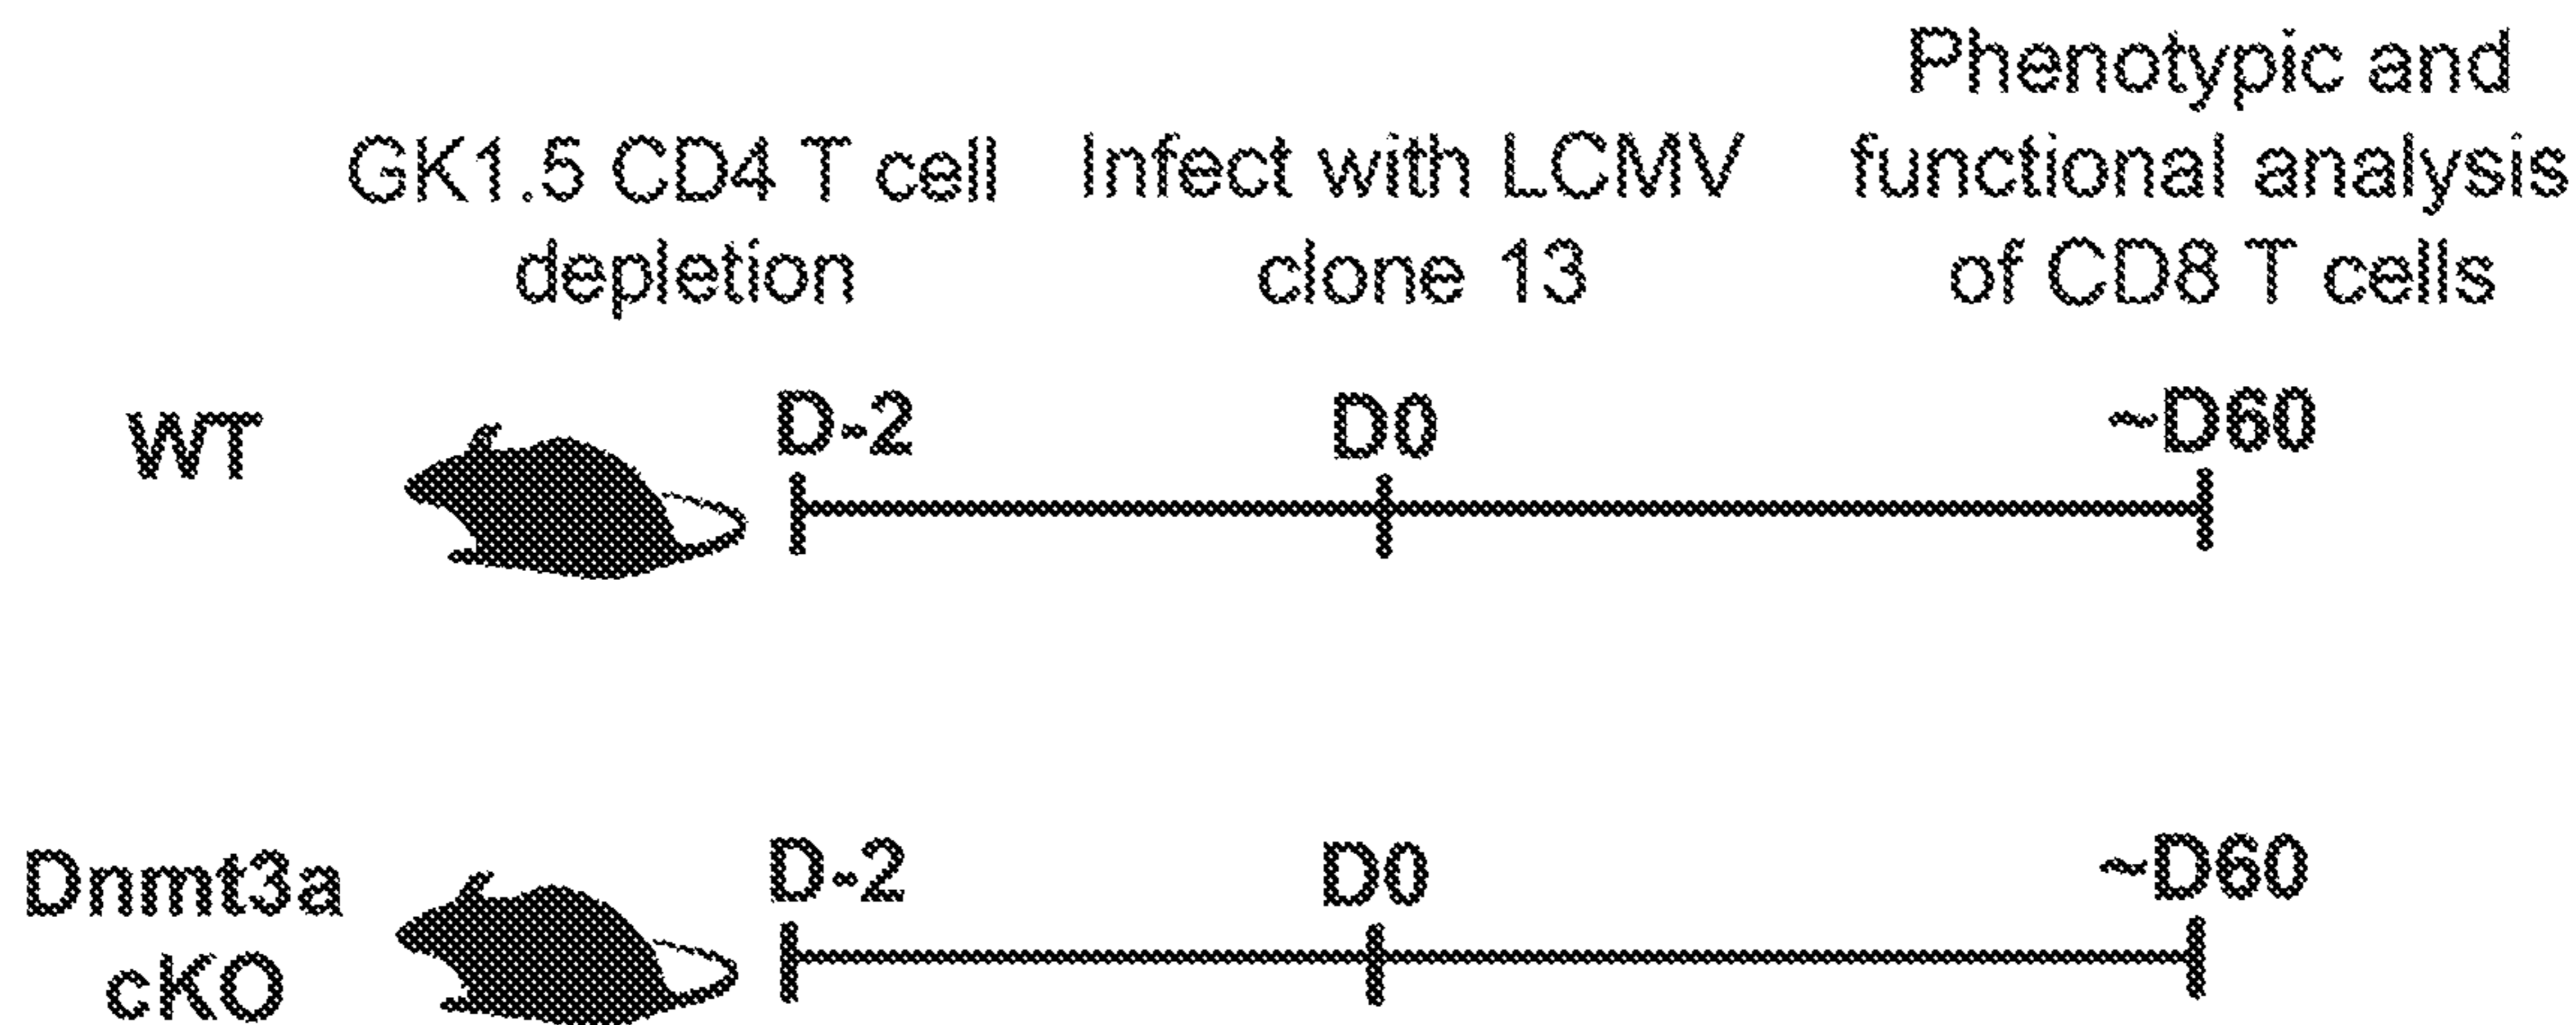 GK1.5 CD4 T cell
depletion
Infect with LCMV
clone 13
Phenotypic and
functional analysis
of CD8 T cells
WT
D-2
D0
~D60
Dnmt3a
cKO
D-2
D0
~D60